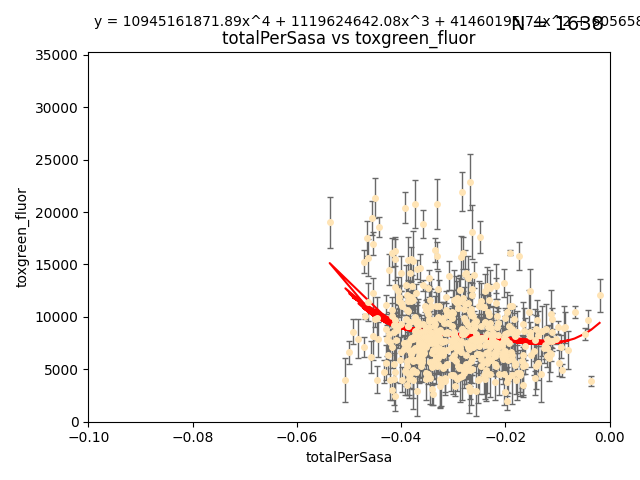 y = 10945161871.89x^4 + 1119624642.08x^3 +
N = 1638
totalPerSasa vs toxgreen_fluor
35000
30000
25000
20000
15000
10000
5000
0
toxgreen_fluor
−0.10
−0.08
−0.06
−0.04
−0.02
0.00
totalPerSasa